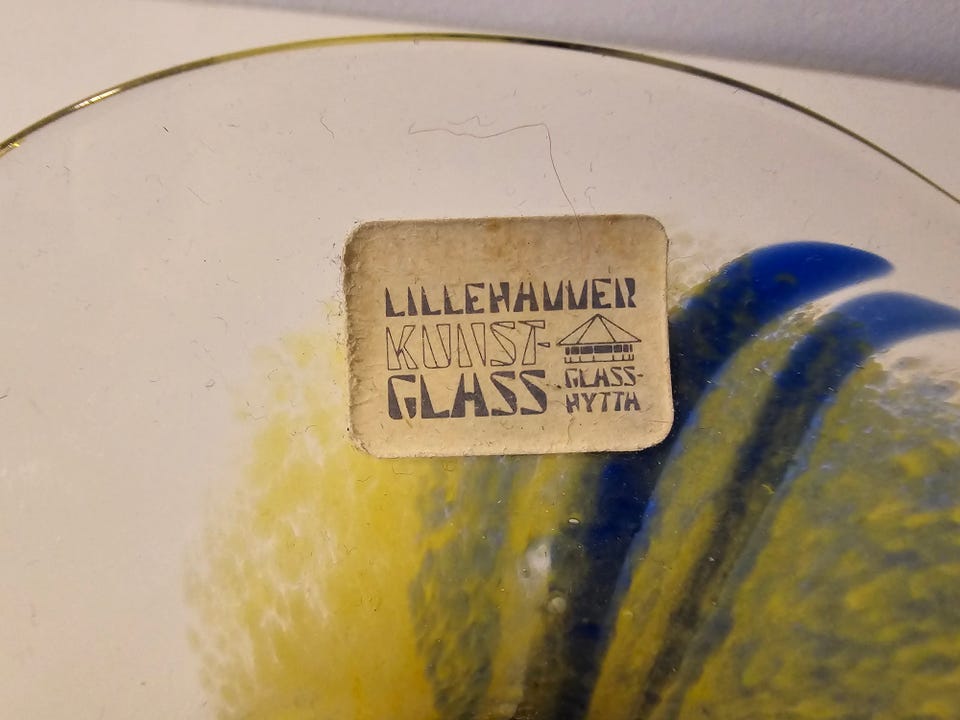 LILLEHAMMER
KUNST-
GLASS
GLASS-
HYTTA